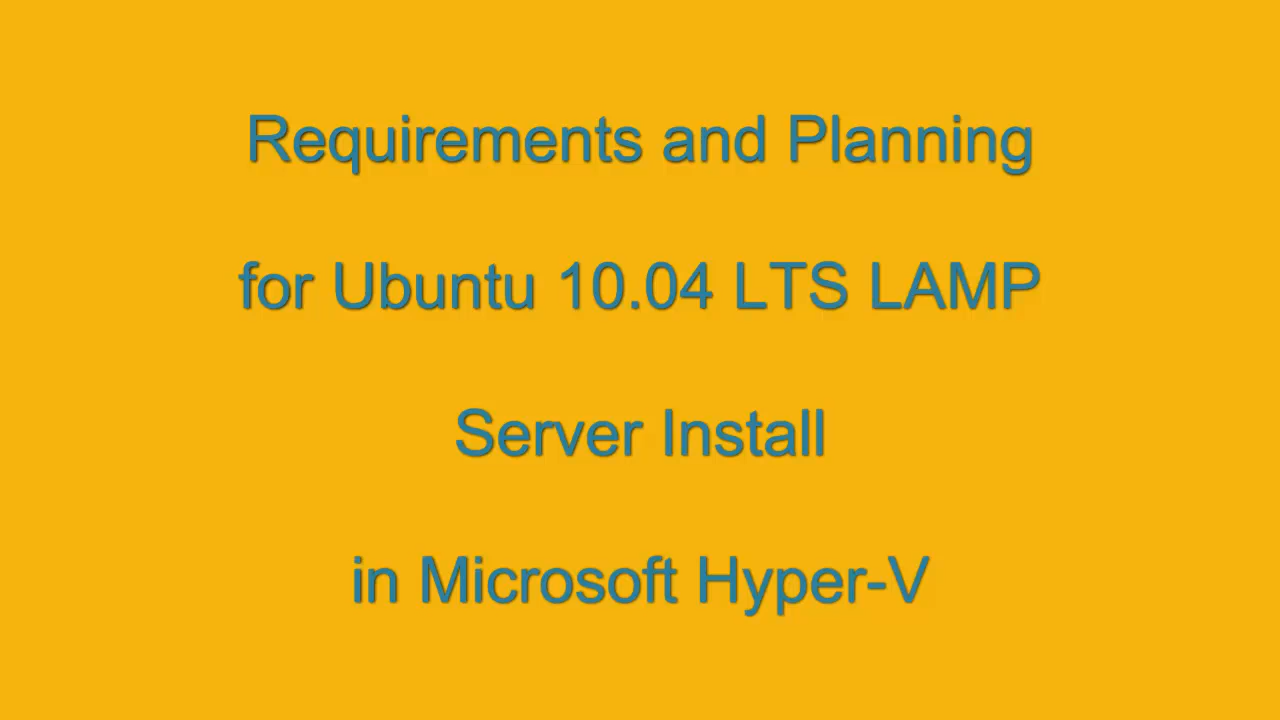 Requirements and Planning
for Ubuntu 10.04 LTS LAMP
Server Install
in Microsoft Hyper-V